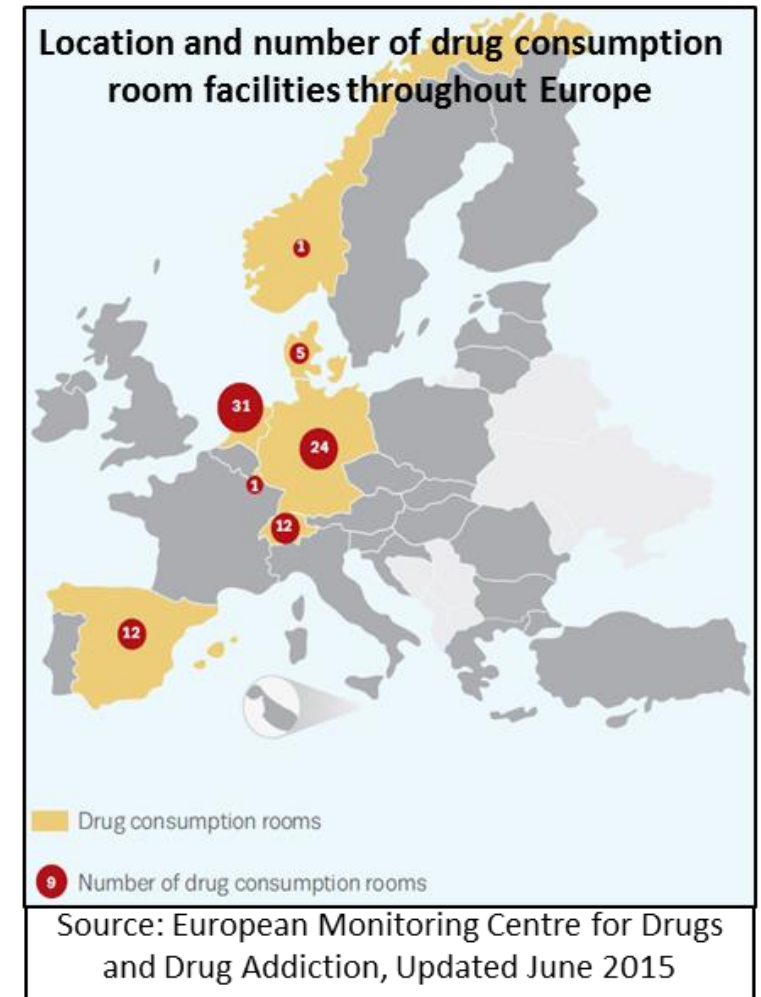 Location and number of drug consumption
room facilities throughout Europe
1
5
31
24
1
12
12
Drug consumption rooms
9 Number of drug consumption rooms
Source: European Monitoring Centre for Drugs
and Drug Addiction, Updated June 2015